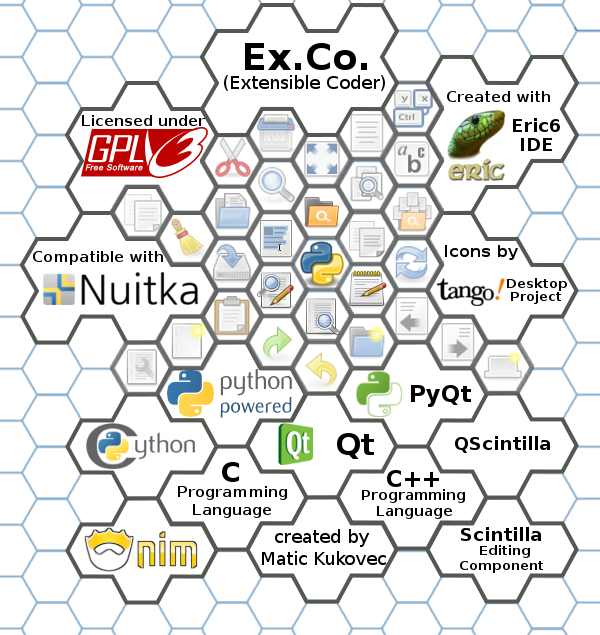 Ex.Co.
(Extensible Coder)
Licensed under
GPL v3
Free Software
Created with
Eric6
IDE
eric
Y X
Ctrl
a b c
Compatible with
Nuitka
Icons by
tango!
Desktop
Project
python
powered
PyQt
Cython
Qt
Qt
QScintilla
C
Programming
Language
C++
Programming
Language
nim
created by
Matic Kukovec
Scintilla
Editing
Component